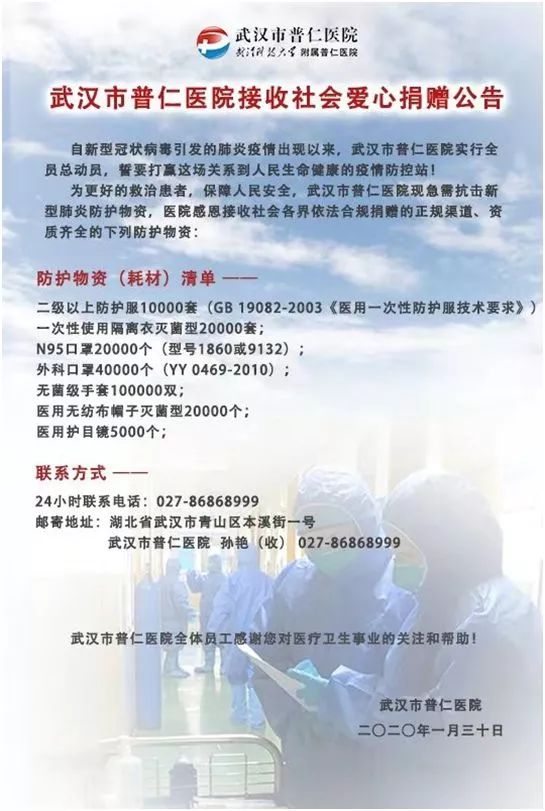 武汉市普仁医院
武汉科技大学附属普仁医院
武汉市普仁医院接收社会爱心捐赠公告
自新型冠状病毒引发的肺炎疫情出现以来，武汉市普仁医院实行全
员总动员，誓要打赢这场关系到人民生命健康的疫情防控站！
为更好的救治患者，保障人民安全，武汉市普仁医院现急需抗击新
型肺炎防护物资，医院感恩接收社会各界依法合规捐赠的正规渠道、资
质齐全的下列防护物资：
防护物资（耗材）清单 ——
二级以上防护服10000套（GB 19082-2003《医用一次性防护服技术要求》）
一次性使用隔离衣灭菌型20000套；
N95口罩20000个（型号1860或9132）；
外科口罩40000个（YY 0469-2010）；
无菌级手套100000双；
医用无纺布帽子灭菌型20000个；
医用护目镜5000个；
联系方式 ——
24小时联系电话：027-86868999
邮寄地址：湖北省武汉市青山区本溪街一号
武汉市普仁医院 孙艳（收） 027-86868999
武汉市普仁医院全体员工感谢您对医疗卫生事业的关注和帮助！
武汉市普仁医院
二〇二〇年一月三十日